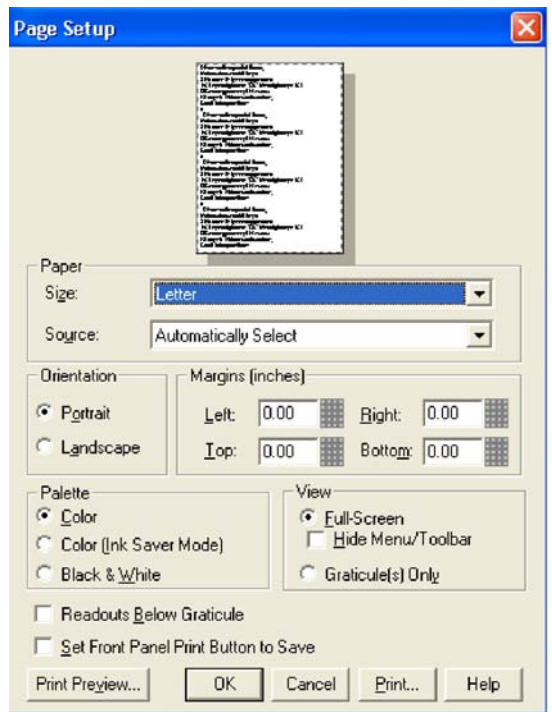 Page Setup
Paper
Size: Letter
Source: Automatically Select
Orientation
Portrait
Landscape
Margins (inches)
Left: 0.00 Right: 0.00
Top: 0.00 Bottom: 0.00
Palette
Color
Color (Ink Saver Mode)
Black & White
View
Full-Screen
Hide Menu/Toolbar
Graticule(s) Only
Readouts Below Graticule
Set Front Panel Print Button to Save
Print Preview... OK Cancel Print... Help